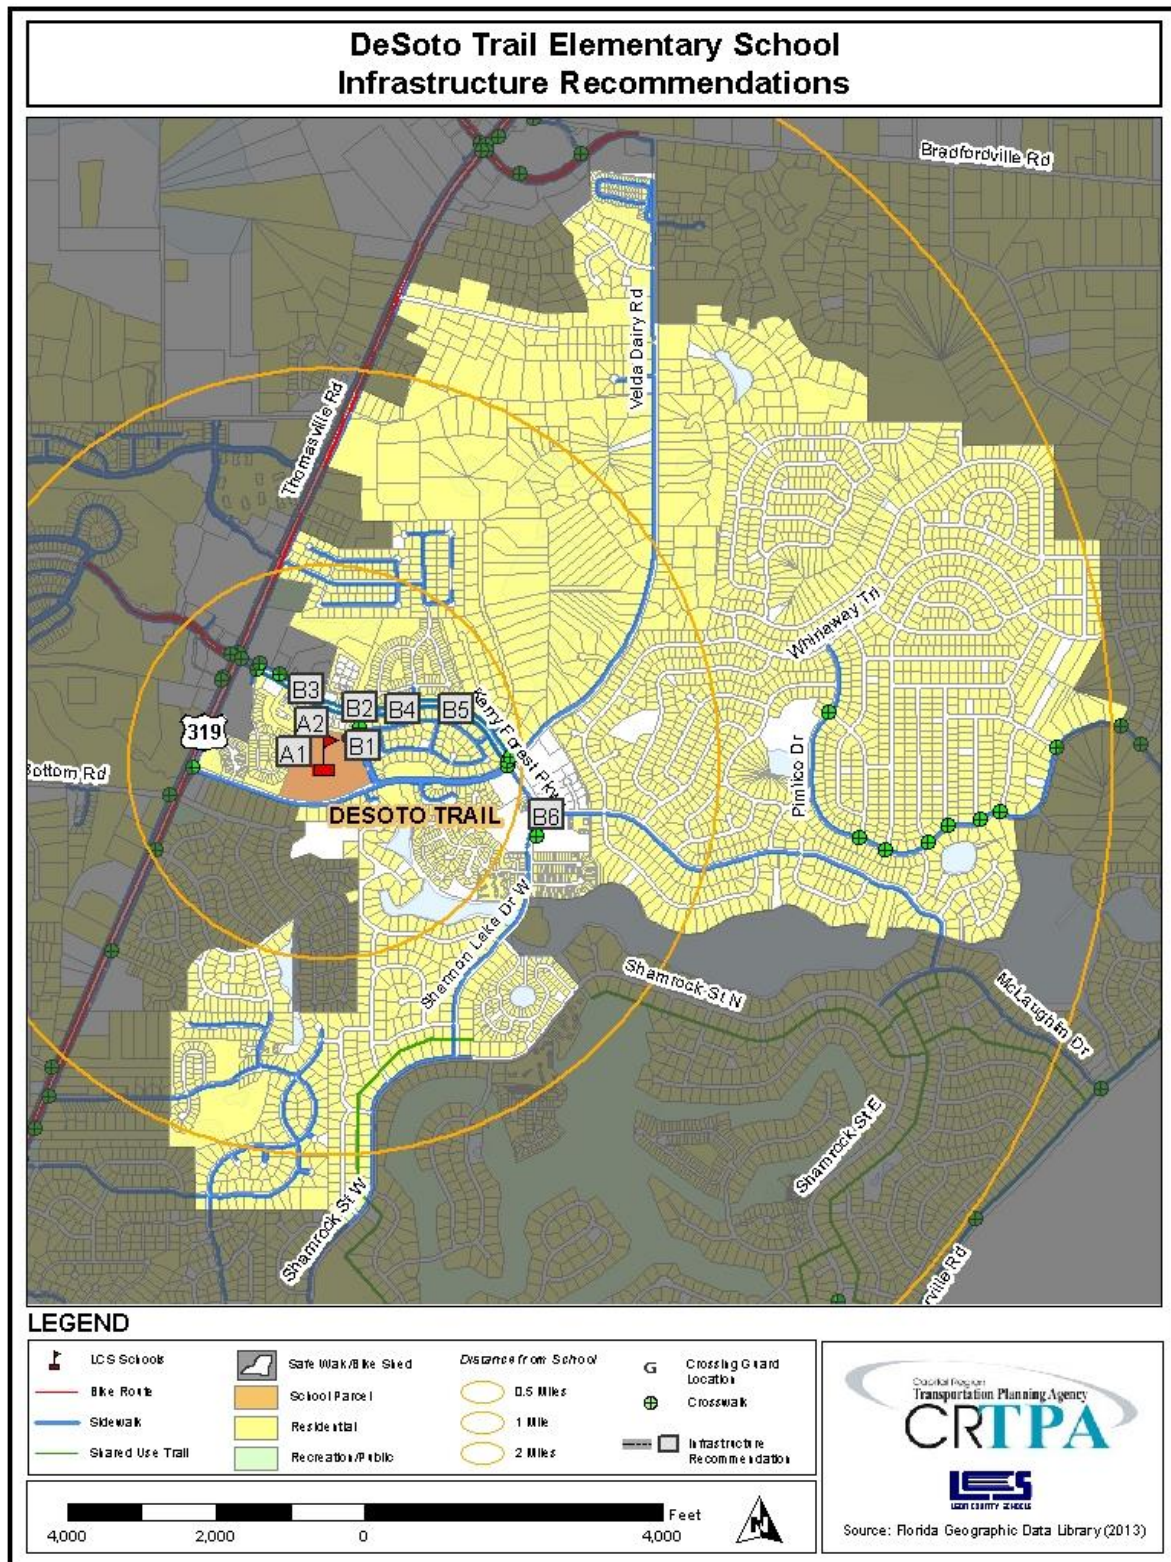 DeSoto Trail Elementary School
Infrastructure Recommendations
Bradfordville Rd
Velda Dairy Rd
Thomasville Rd
Whirlaway Trl
Kerry Forest Pkwy
B3
B2
B4
B5
A2
A1
B1
319
Bottom Rd
Pimlico Dr
DESOTO TRAIL
B6
Shannon Lake Dr W
Shamrock St N
McLaughlin Dr
Shamrock St E
Shamrock St W
rville Rd
LEGEND
LCS Schools
Bike Route
Sidewalk
Shared Use Trail
Safe Walk/Bike Shed
School Parcel
Residential
Recreation/Public
Distance from School
0.5 Miles
1 Mile
2 Miles
G
Crossing Guard
Location
Crosswalk
Infrastructure
Recommendation
Feet
4,000 2,000 0 4,000
N
Capital Region
Transportation Planning Agency
CRTPA
LCS
LEON COUNTY SCHOOLS
Source: Florida Geographic Data Library (2013)